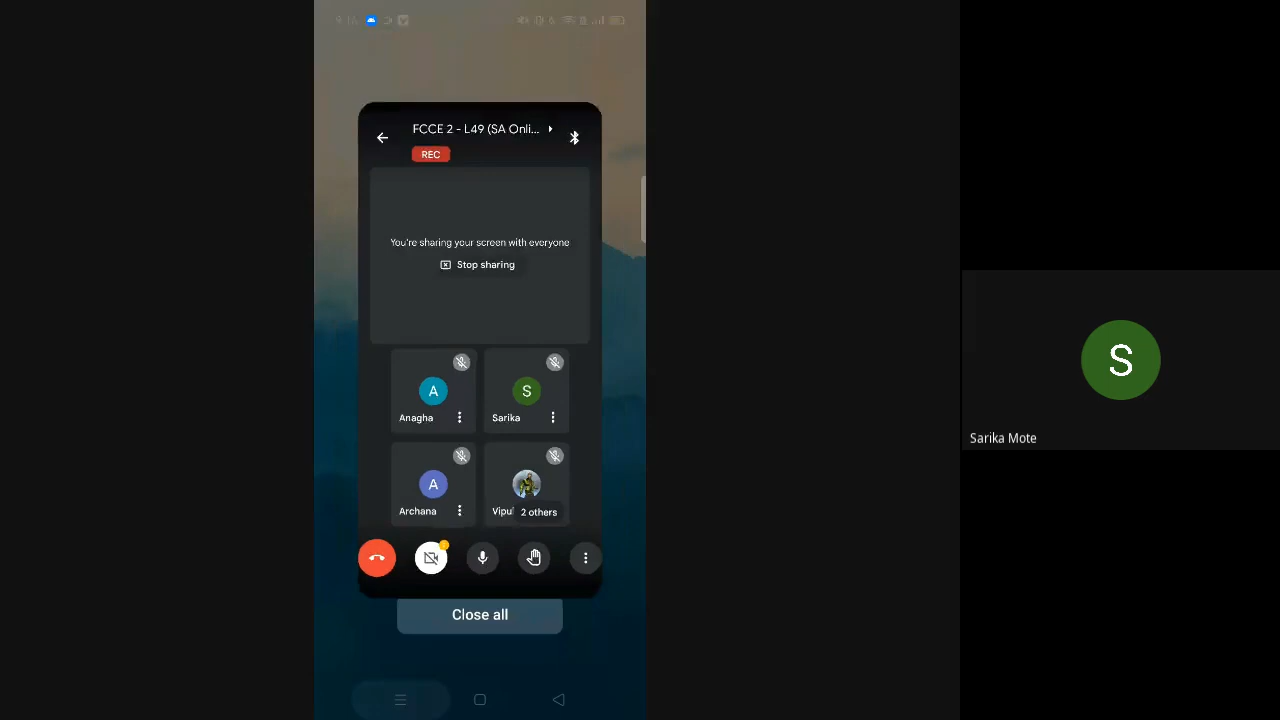 FCCE 2 - L49 (SA Onli...
REC
You're sharing your screen with everyone
Stop sharing
A
S
Anagha
Sarika
A
Archana
2 others
Close all
S
Sarika Mote